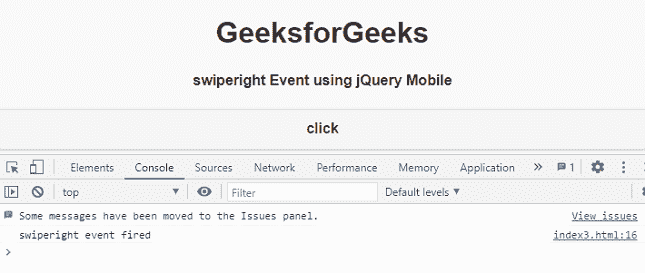 GeeksforGeeks
swiperight Event using jQuery Mobile
click
Elements Console Sources Network Performance Memory Application » 1
top Filter Default levels
Some messages have been moved to the Issues panel. View issues
swiperight event fired index3.html:16
>